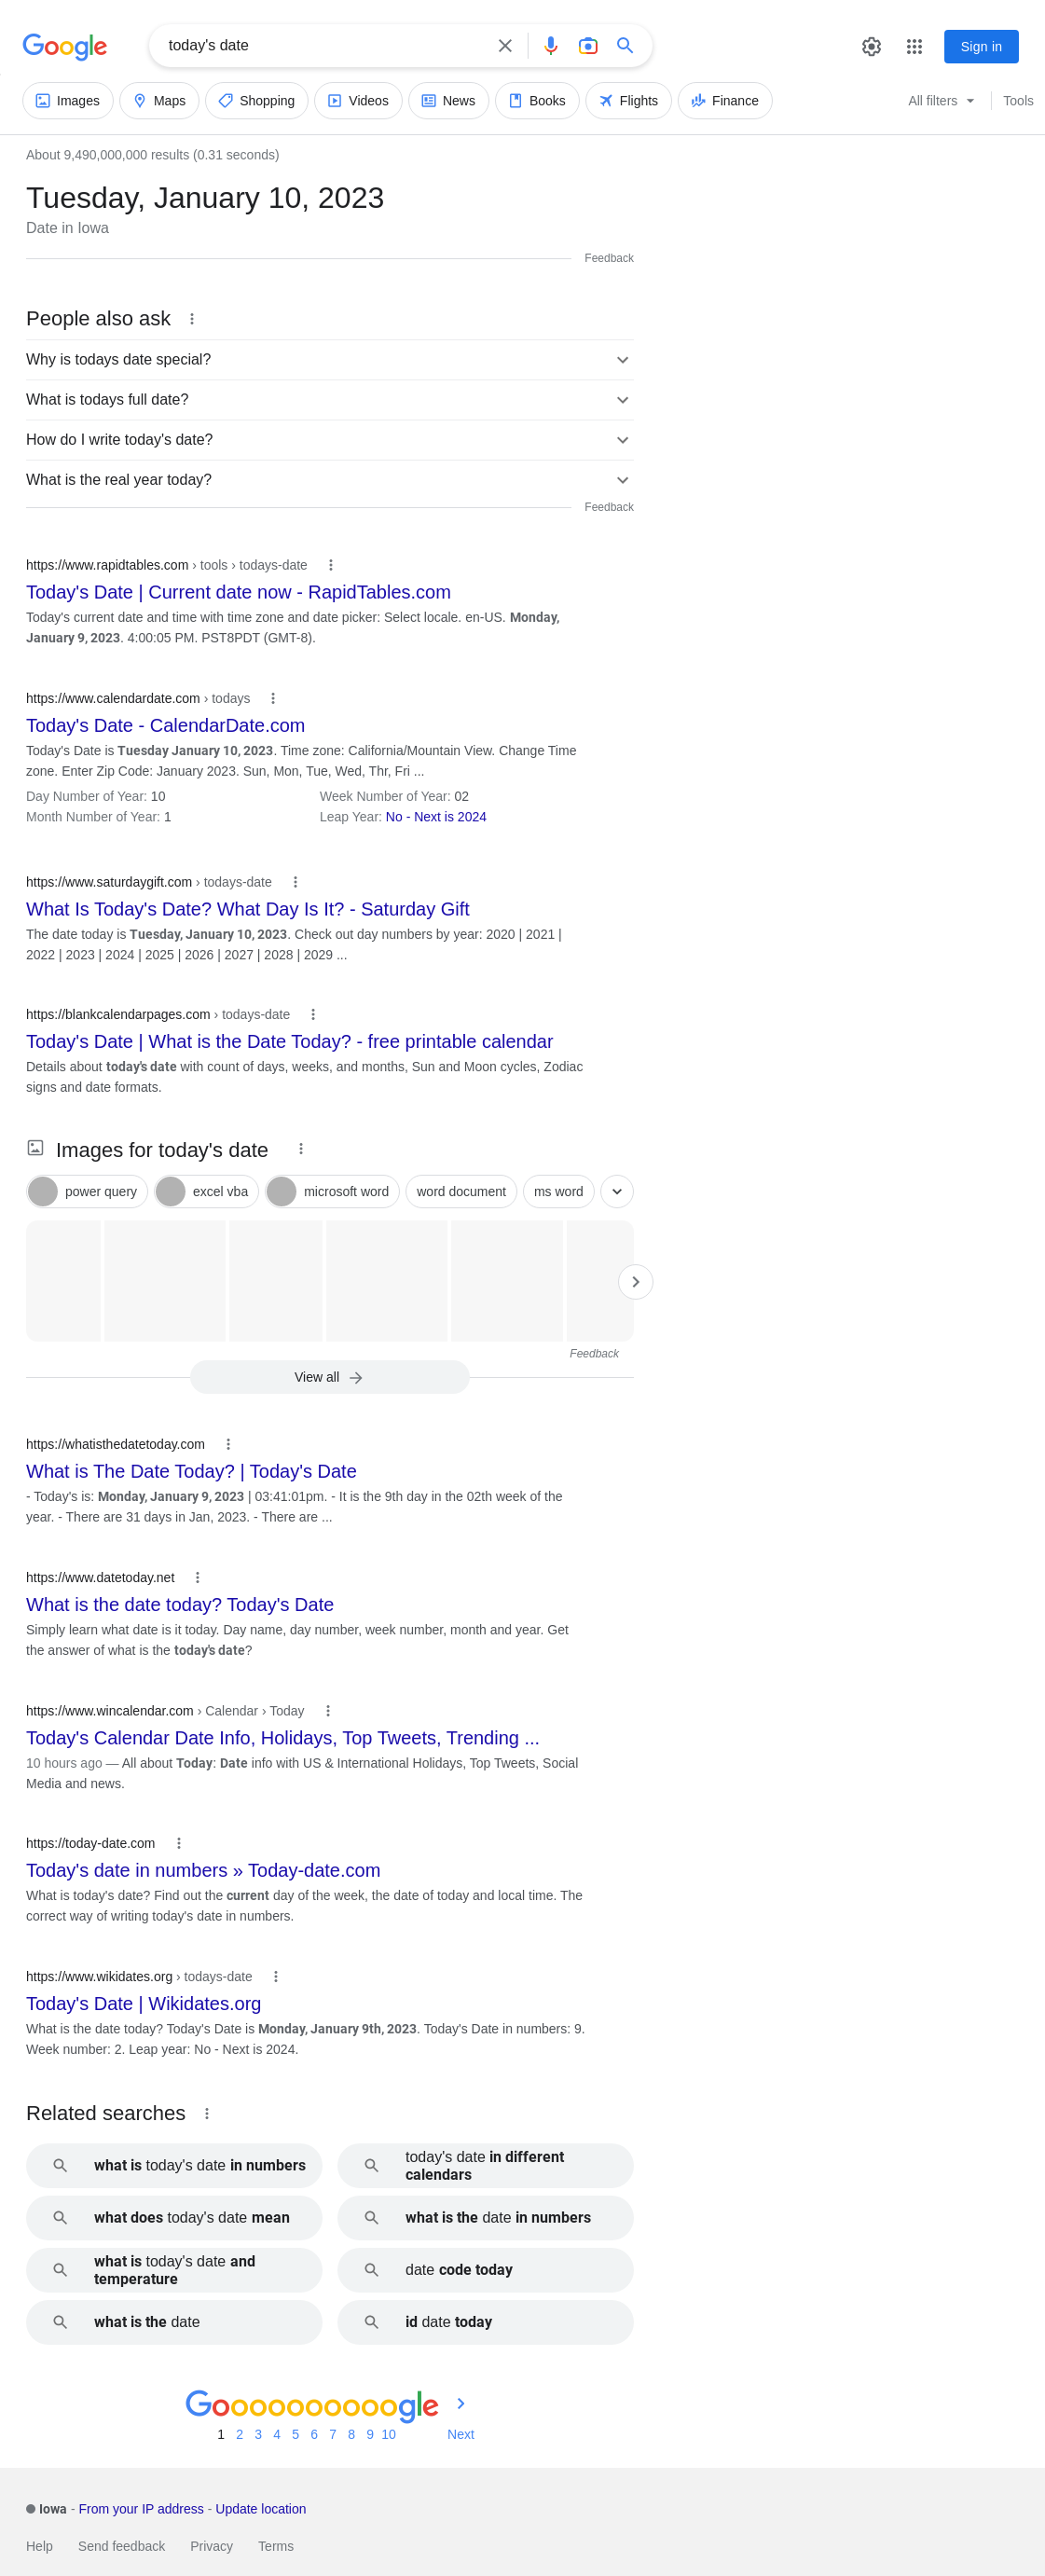 Google
today's date
Sign in
Images Maps Shopping Videos News Books Flights Finance All filters Tools
About 9,490,000,000 results (0.31 seconds)
Tuesday, January 10, 2023
Date in Iowa
Feedback
People also ask
Why is todays date special?
What is todays full date?
How do I write today's date?
What is the real year today?
Feedback
https://www.rapidtables.com › tools › todays-date
Today's Date | Current date now - RapidTables.com
Today's current date and time with time zone and date picker: Select locale. en-US. Monday,
January 9, 2023. 4:00:05 PM. PST8PDT (GMT-8).
https://www.calendardate.com › todays
Today's Date - CalendarDate.com
Today's Date is Tuesday January 10, 2023. Time zone: California/Mountain View. Change Time
zone. Enter Zip Code: January 2023. Sun, Mon, Tue, Wed, Thr, Fri ...
Day Number of Year: 10 Week Number of Year: 02
Month Number of Year: 1 Leap Year: No - Next is 2024
https://www.saturdaygift.com › todays-date
What Is Today's Date? What Day Is It? - Saturday Gift
The date today is Tuesday, January 10, 2023. Check out day numbers by year: 2020 | 2021 |
2022 | 2023 | 2024 | 2025 | 2026 | 2027 | 2028 | 2029 ...
https://blankcalendarpages.com › todays-date
Today's Date | What is the Date Today? - free printable calendar
Details about today's date with count of days, weeks, and months, Sun and Moon cycles, Zodiac
signs and date formats.
Images for today's date
power query excel vba microsoft word word document ms word
Feedback
View all
https://whatisthedatetoday.com
What is The Date Today? | Today's Date
- Today's is: Monday, January 9, 2023 | 03:41:01pm. - It is the 9th day in the 02th week of the
year. - There are 31 days in Jan, 2023. - There are ...
https://www.datetoday.net
What is the date today? Today's Date
Simply learn what date is it today. Day name, day number, week number, month and year. Get
the answer of what is the today's date?
https://www.wincalendar.com › Calendar › Today
Today's Calendar Date Info, Holidays, Top Tweets, Trending ...
10 hours ago — All about Today: Date info with US & International Holidays, Top Tweets, Social
Media and news.
https://today-date.com
Today's date in numbers » Today-date.com
What is today's date? Find out the current day of the week, the date of today and local time. The
correct way of writing today's date in numbers.
https://www.wikidates.org › todays-date
Today's Date | Wikidates.org
What is the date today? Today's Date is Monday, January 9th, 2023. Today's Date in numbers: 9.
Week number: 2. Leap year: No - Next is 2024.
Related searches
what is today's date in numbers
today's date in different
calendars
what does today's date mean
what is the date in numbers
what is today's date and
temperature
date code today
what is the date
id date today
Goooooooooogle
1 2 3 4 5 6 7 8 9 10 Next
Iowa - From your IP address - Update location
Help Send feedback Privacy Terms